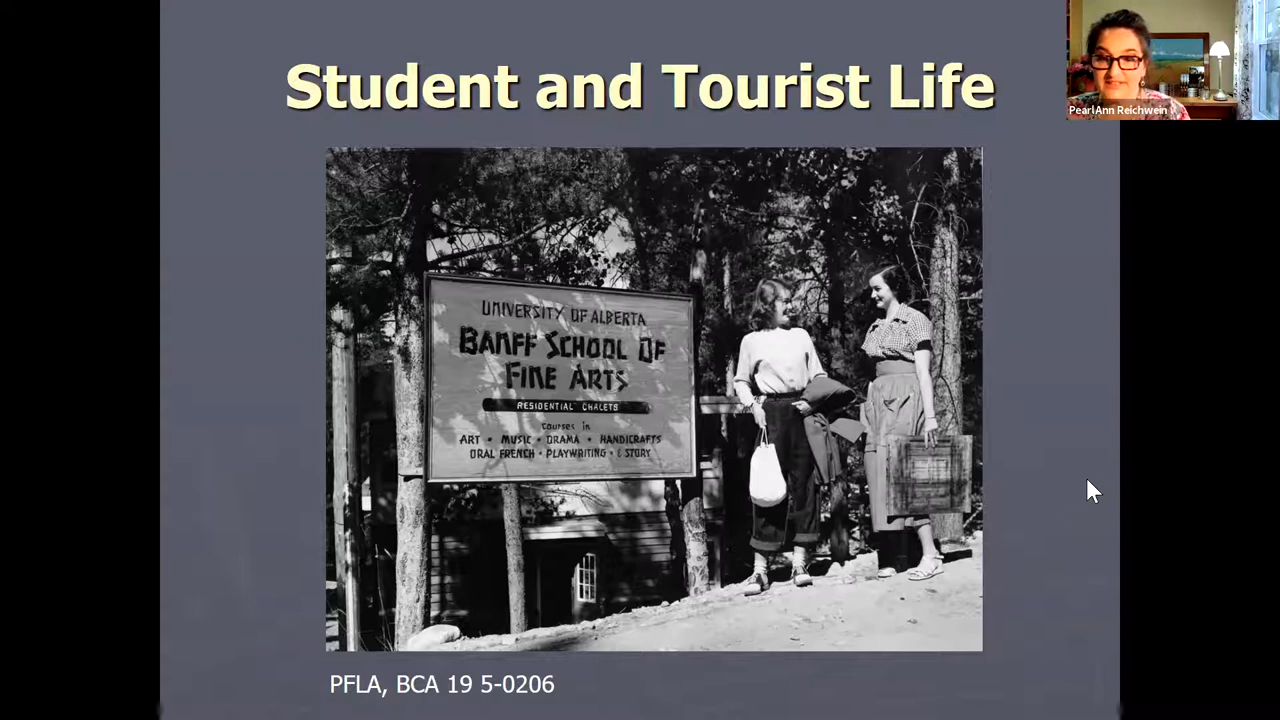 Student and Tourist Life
PearlAnn Reichwein
UNIVERSITY OF ALBERTA
BANFF SCHOOL OF
FINE ARTS
RESIDENTIAL CHALETS
COURSES IN
ART • MUSIC • DRAMA • HANDICRAFTS
ORAL FRENCH • PLAYWRITING • & STORY
PFLA, BCA 19 5-0206